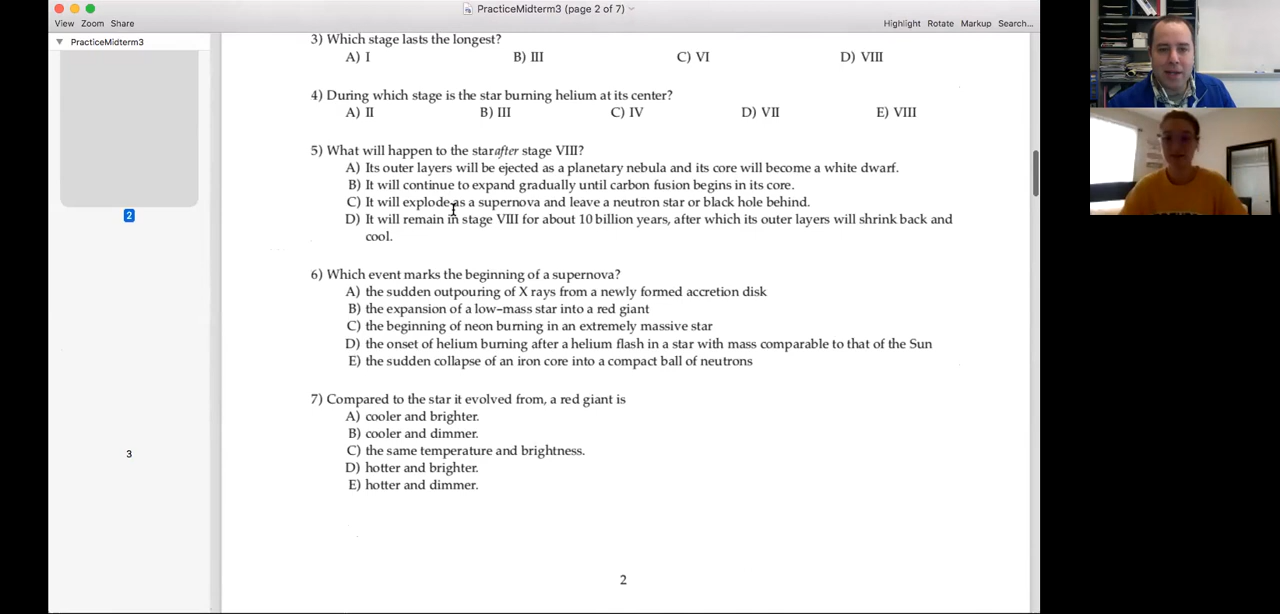 PracticeMidterm3 (page 2 of 7)
View Zoom Share
Highlight Rotate Markup Search...
PracticeMidterm3
2
3
3) Which stage lasts the longest?
A) I B) III C) VI D) VIII
4) During which stage is the star burning helium at its center?
A) II B) III C) IV D) VII E) VIII
5) What will happen to the star after stage VIII?
A) Its outer layers will be ejected as a planetary nebula and its core will become a white dwarf.
B) It will continue to expand gradually until carbon fusion begins in its core.
C) It will explode as a supernova and leave a neutron star or black hole behind.
D) It will remain in stage VIII for about 10 billion years, after which its outer layers will shrink back and
cool.
6) Which event marks the beginning of a supernova?
A) the sudden outpouring of X rays from a newly formed accretion disk
B) the expansion of a low-mass star into a red giant
C) the beginning of neon burning in an extremely massive star
D) the onset of helium burning after a helium flash in a star with mass comparable to that of the Sun
E) the sudden collapse of an iron core into a compact ball of neutrons
7) Compared to the star it evolved from, a red giant is
A) cooler and brighter.
B) cooler and dimmer.
C) the same temperature and brightness.
D) hotter and brighter.
E) hotter and dimmer.
2